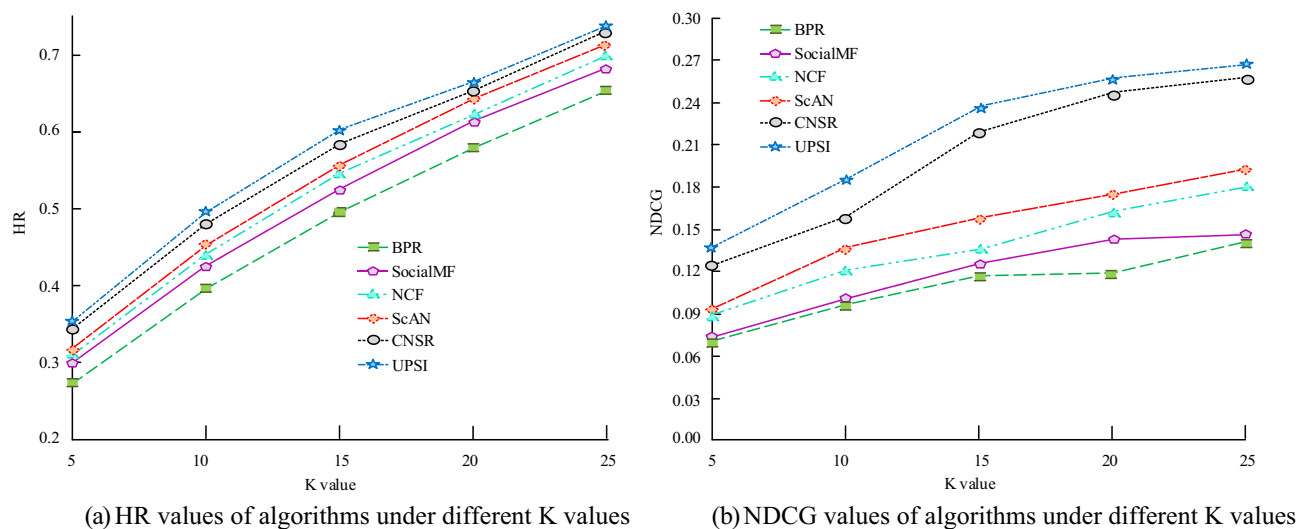 0.7
0.6
0.5
0.4
0.3
0.2
HR
BPR
SocialMF
NCF
ScAN
CNSR
UPSI
5 10 15 20 25
K value
(a) HR values of algorithms under different K values
0.30
0.27
0.24
0.21
0.18
0.15
0.12
0.09
0.06
0.03
0.00
NDCG
BPR
SocialMF
NCF
ScAN
CNSR
UPSI
5 10 15 20 25
K value
(b) NDCG values of algorithms under different K values